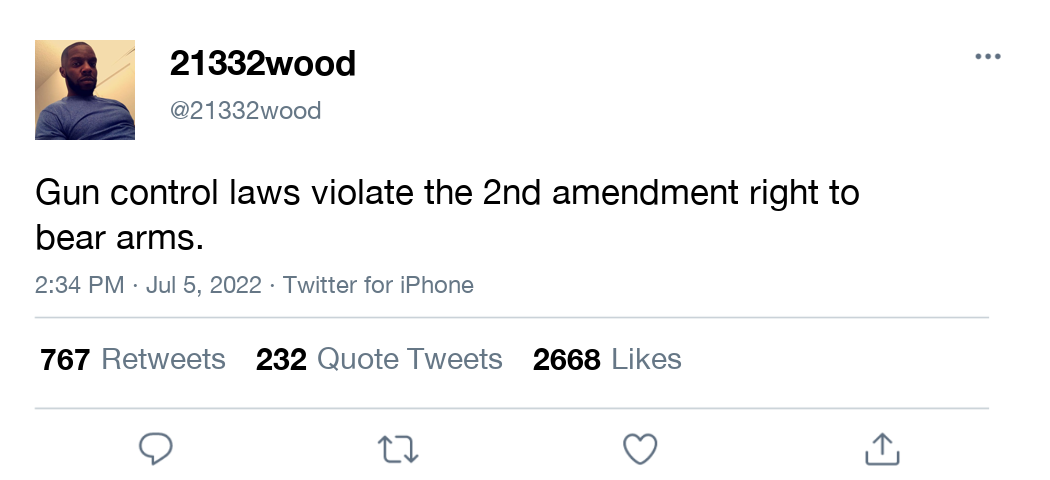 21332wood
@21332wood
Gun control laws violate the 2nd amendment right to
bear arms.
2:34 PM · Jul 5, 2022 · Twitter for iPhone
767 Retweets 232 Quote Tweets 2668 Likes